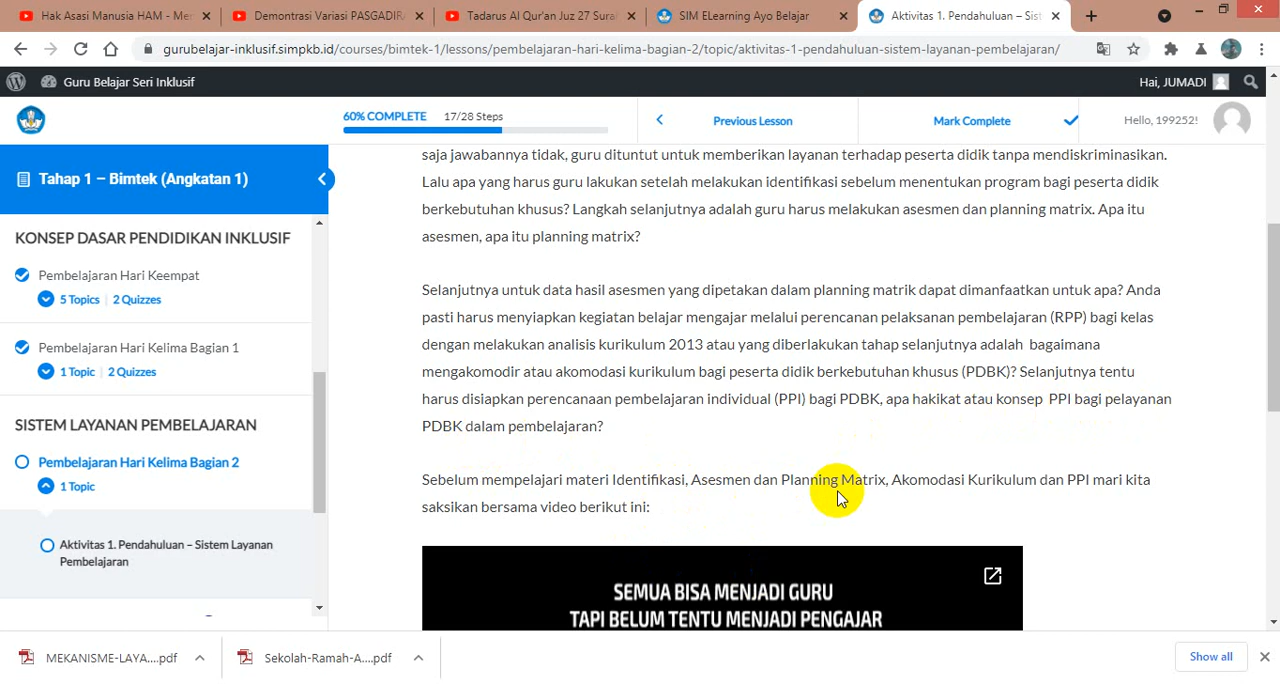 Hak Asasi Manusia HAM - Me
Demontrasi Variasi PASGADIRA
Tadarus Al Qur'an Juz 27 Sural
SIM ELearning Ayo Belajar
Aktivitas 1. Pendahuluan – Sist
gurubelajar-inklusif.simpkb.id/courses/bimtek-1/lessons/pembelajaran-hari-kelima-bagian-2/topic/aktivitas-1-pendahuluan-sistem-layanan-pembelajaran/
Guru Belajar Seri Inklusif
Hai, JUMADI
60% COMPLETE 17/28 Steps
Previous Lesson
Mark Complete
Hello, 199252!
Tahap 1 – Bimtek (Angkatan 1)
KONSEP DASAR PENDIDIKAN INKLUSIF
Pembelajaran Hari Keempat
5 Topics | 2 Quizzes
Pembelajaran Hari Kelima Bagian 1
1 Topic | 2 Quizzes
SISTEM LAYANAN PEMBELAJARAN
Pembelajaran Hari Kelima Bagian 2
1 Topic
Aktivitas 1. Pendahuluan – Sistem Layanan
Pembelajaran
saja jawabannya tidak, guru dituntut untuk memberikan layanan terhadap peserta didik tanpa mendiskriminasikan.
Lalu apa yang harus guru lakukan setelah melakukan identifikasi sebelum menentukan program bagi peserta didik
berkebutuhan khusus? Langkah selanjutnya adalah guru harus melakukan asesmen dan planning matrix. Apa itu
asesmen, apa itu planning matrix?
Selanjutnya untuk data hasil asesmen yang dipetakan dalam planning matrik dapat dimanfaatkan untuk apa? Anda
pasti harus menyiapkan kegiatan belajar mengajar melalui perencanan pelaksanan pembelajaran (RPP) bagi kelas
dengan melakukan analisis kurikulum 2013 atau yang diberlakukan tahap selanjutnya adalah bagaimana
mengakomodir atau akomodasi kurikulum bagi peserta didik berkebutuhan khusus (PDBK)? Selanjutnya tentu
harus disiapkan perencanaan pembelajaran individual (PPI) bagi PDBK, apa hakikat atau konsep PPI bagi pelayanan
PDBK dalam pembelajaran?
Sebelum mempelajari materi Identifikasi, Asesmen dan Planning Matrix, Akomodasi Kurikulum dan PPI mari kita
saksikan bersama video berikut ini:
SEMUA BISA MENJADI GURU
TAPI BELUM TENTU MENJADI PENGAJAR
MEKANISME-LAYA....pdf
Sekolah-Ramah-A....pdf
Show all